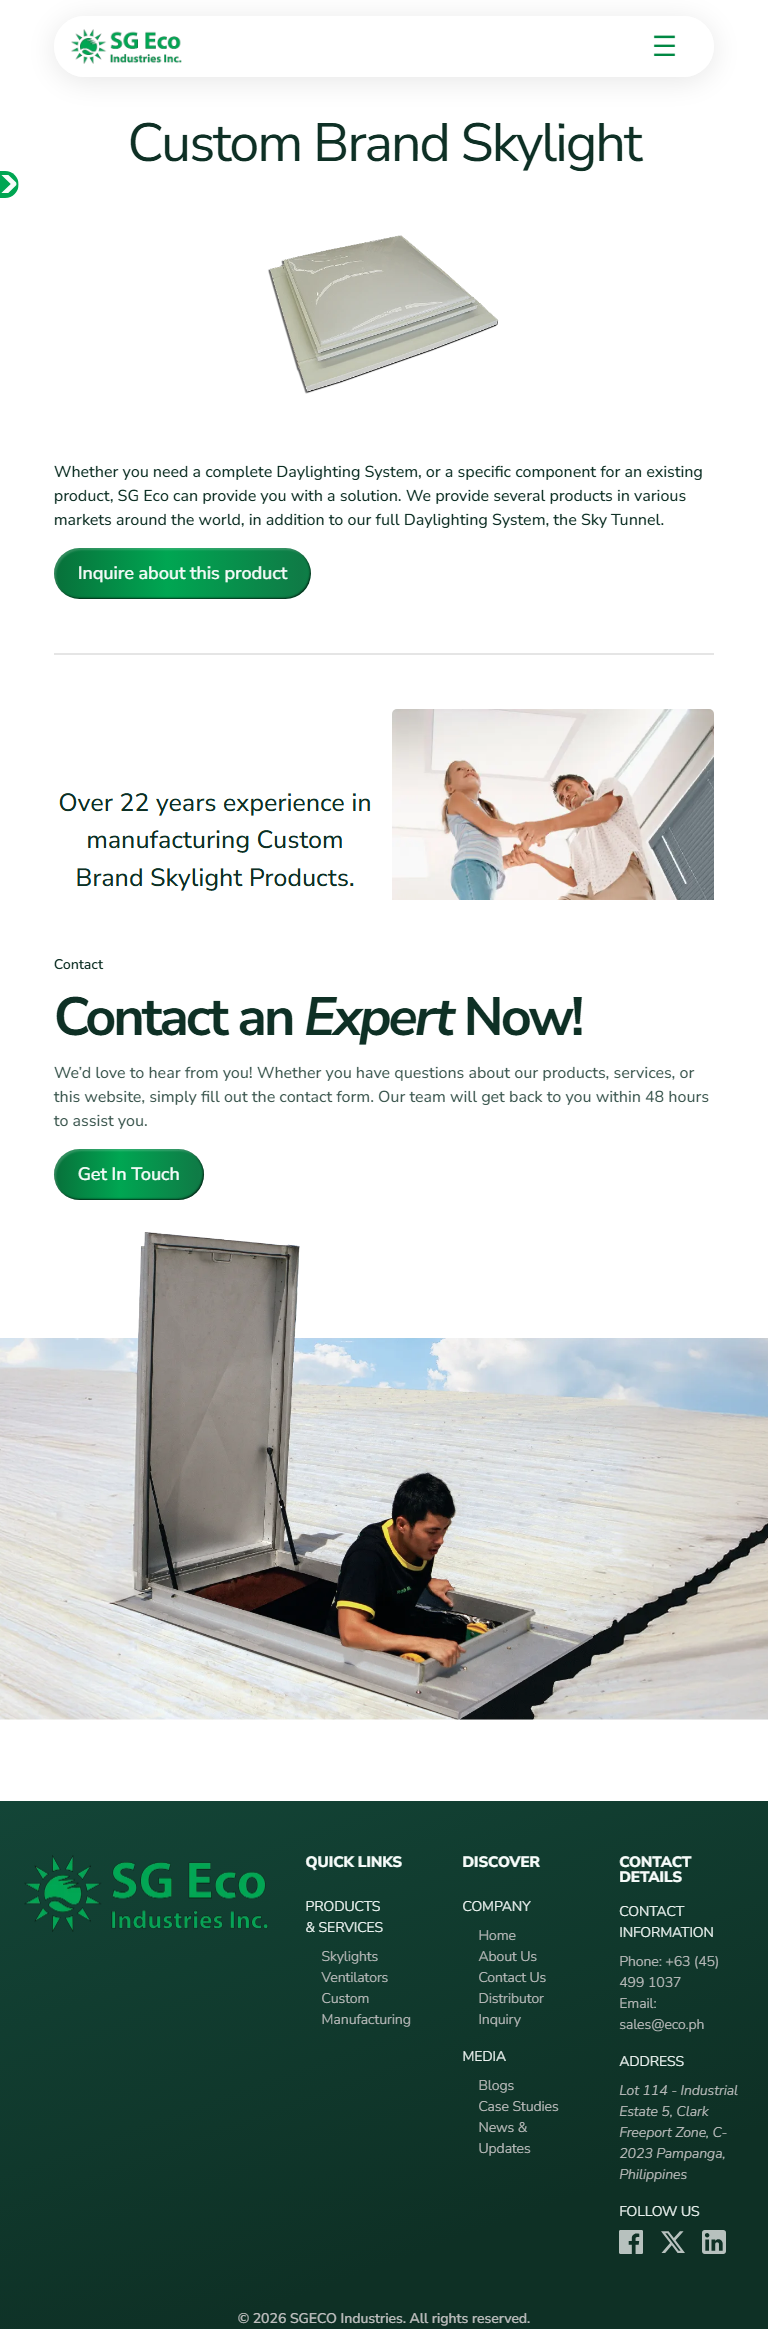 SG Eco
Industries Inc.
☰
Custom Brand Skylight
Whether you need a complete Daylighting System, or a specific component for an existing
product, SG Eco can provide you with a solution. We provide several products in various
markets around the world, in addition to our full Daylighting System, the Sky Tunnel.
Inquire about this product
Over 22 years experience in
manufacturing Custom
Brand Skylight Products.
Contact
Contact an Expert Now!
We’d love to hear from you! Whether you have questions about our products, services, or
this website, simply fill out the contact form. Our team will get back to you within 48 hours
to assist you.
Get In Touch
SG Eco
Industries Inc.
QUICK LINKS
PRODUCTS
& SERVICES
Skylights
Ventilators
Custom
Manufacturing
DISCOVER
COMPANY
Home
About Us
Contact Us
Distributor
Inquiry
MEDIA
Blogs
Case Studies
News &
Updates
CONTACT
DETAILS
CONTACT
INFORMATION
Phone: +63 (45)
499 1037
Email:
sales@eco.ph
ADDRESS
Lot 114 - Industrial
Estate 5, Clark
Freeport Zone, C-
2023 Pampanga,
Philippines
FOLLOW US
© 2026 SGECO Industries. All rights reserved.